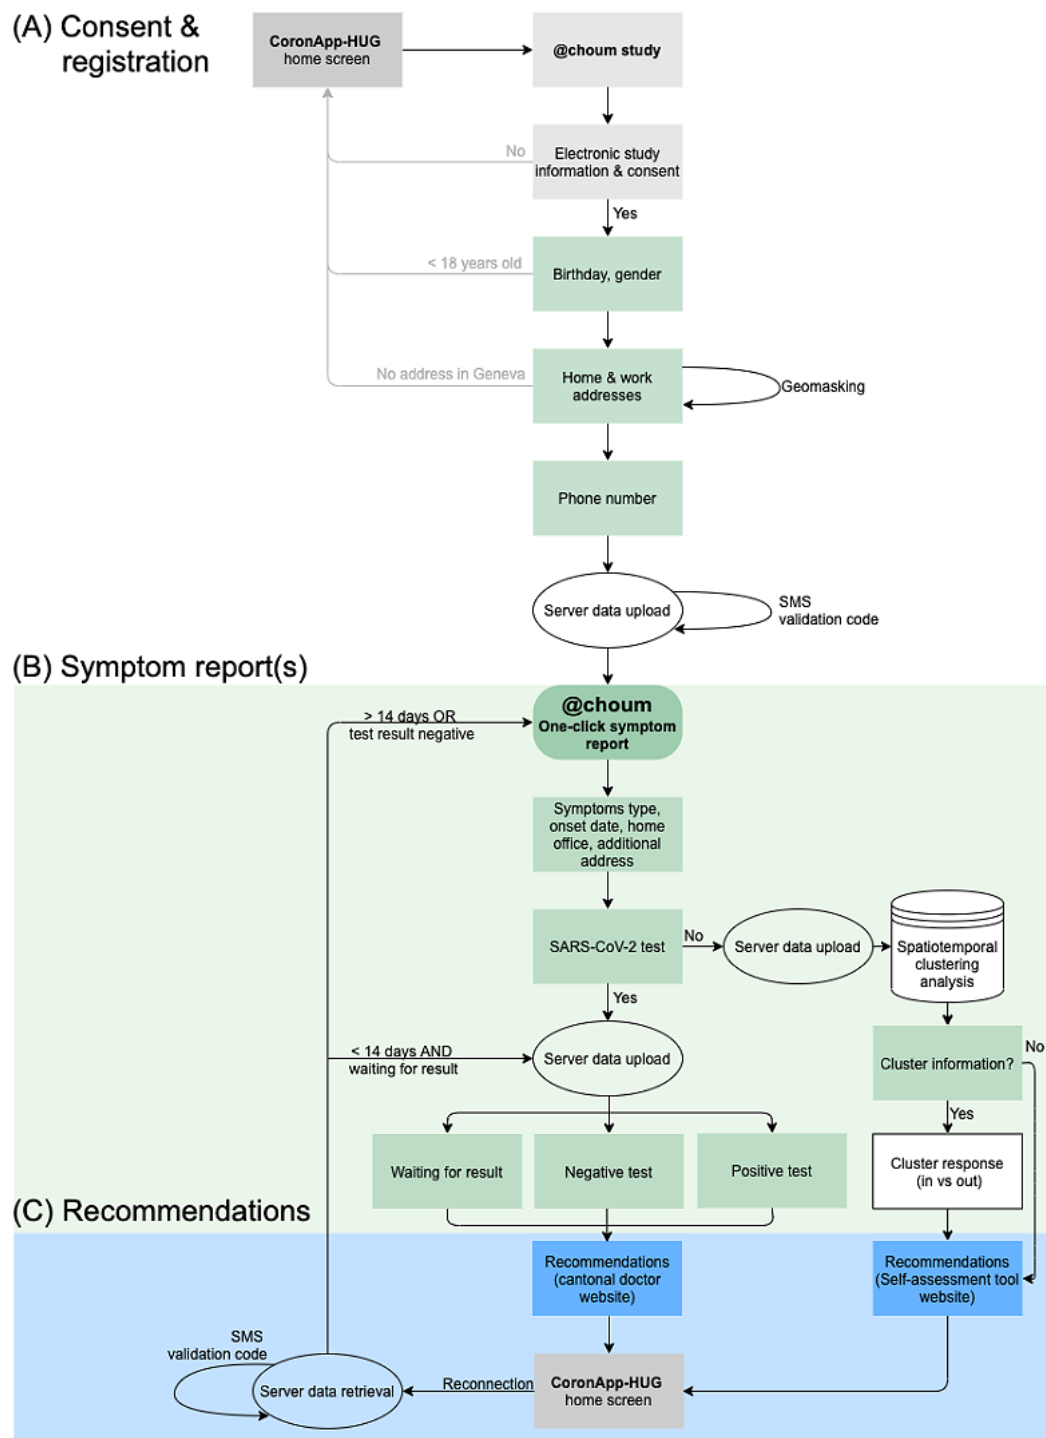 (A) Consent &
registration
CoronApp-HUG
home screen
@choum study
No
Electronic study
information & consent
Yes
< 18 years old
Birthday, gender
No address in Geneva
Home & work
addresses
Geomasking
Phone number
Server data upload
SMS
validation code
(B) Symptom report(s)
> 14 days OR
test result negative
@choum
One-click symptom
report
Symptoms type,
onset date, home
office, additional
address
SARS-CoV-2 test
No
Server data upload
Spatiotemporal
clustering
analysis
Yes
< 14 days AND
waiting for result
Server data upload
Cluster information?
No
Yes
Waiting for result
Negative test
Positive test
Cluster response
(in vs out)
(C) Recommendations
Recommendations
(cantonal doctor
website)
Recommendations
(Self-assessment tool
website)
SMS
validation code
Server data retrieval
Reconnection
CoronApp-HUG
home screen